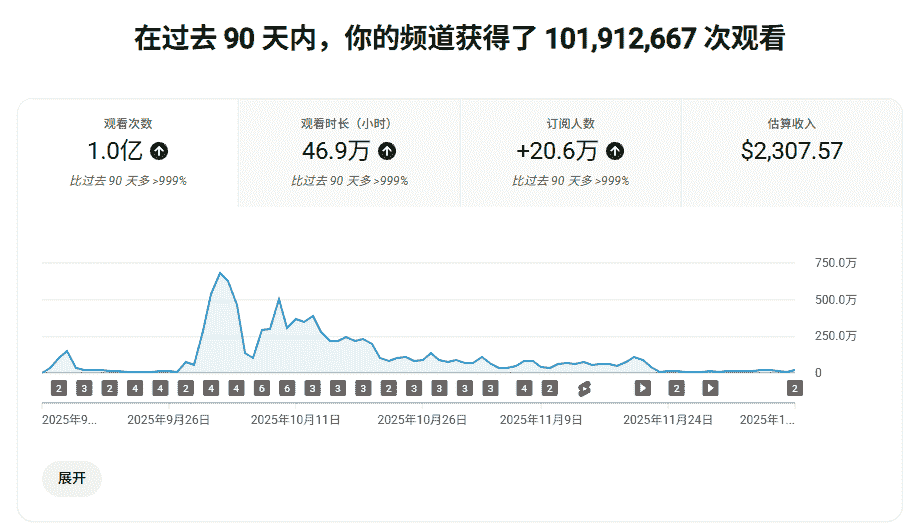 在过去 90 天内，你的频道获得了 101,912,667 次观看
观看次数
1.0亿
比过去 90 天多 >999%
观看时长（小时）
46.9万
比过去 90 天多 >999%
订阅人数
+20.6万
比过去 90 天多 >999%
估算收入
$2,307.57
750.0万
500.0万
250.0万
0
2 3 2 4 4 2 4 4 6 6 3 3 3 2 3 3 3 3 4 2 2 2
2025年9... 2025年9月26日 2025年10月11日 2025年10月26日 2025年11月9日 2025年11月24日 2025年1...
展开